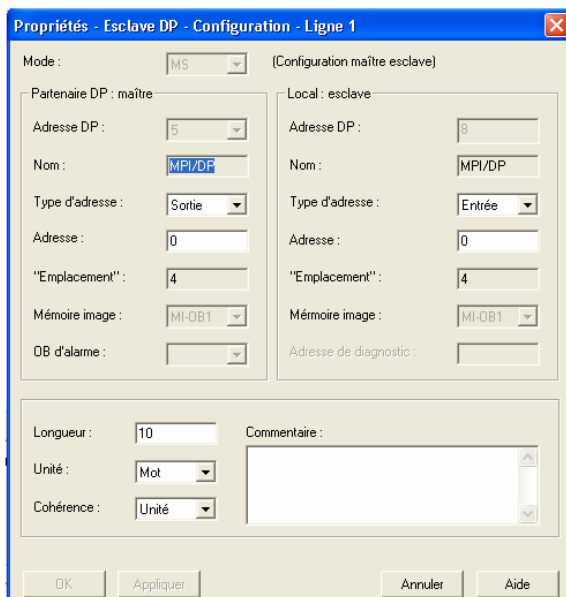 Propriétés - Esclave DP - Configuration - Ligne 1
Mode : MS (Configuration maître esclave)
Partenaire DP : maître
Adresse DP : 5
Nom : MPI/DP
Type d'adresse : Sortie
Adresse : 0
"Emplacement" : 4
Mémoire image : MI-OB1
OB d'alarme :
Local : esclave
Adresse DP : 8
Nom : MPI/DP
Type d'adresse : Entrée
Adresse : 0
"Emplacement" : 4
Mérmoire image : MI-OB1
Adresse de diagnostic :
Longueur : 10
Unité : Mot
Cohérence : Unité
Commentaire :
OK Appliquer Annuler Aide